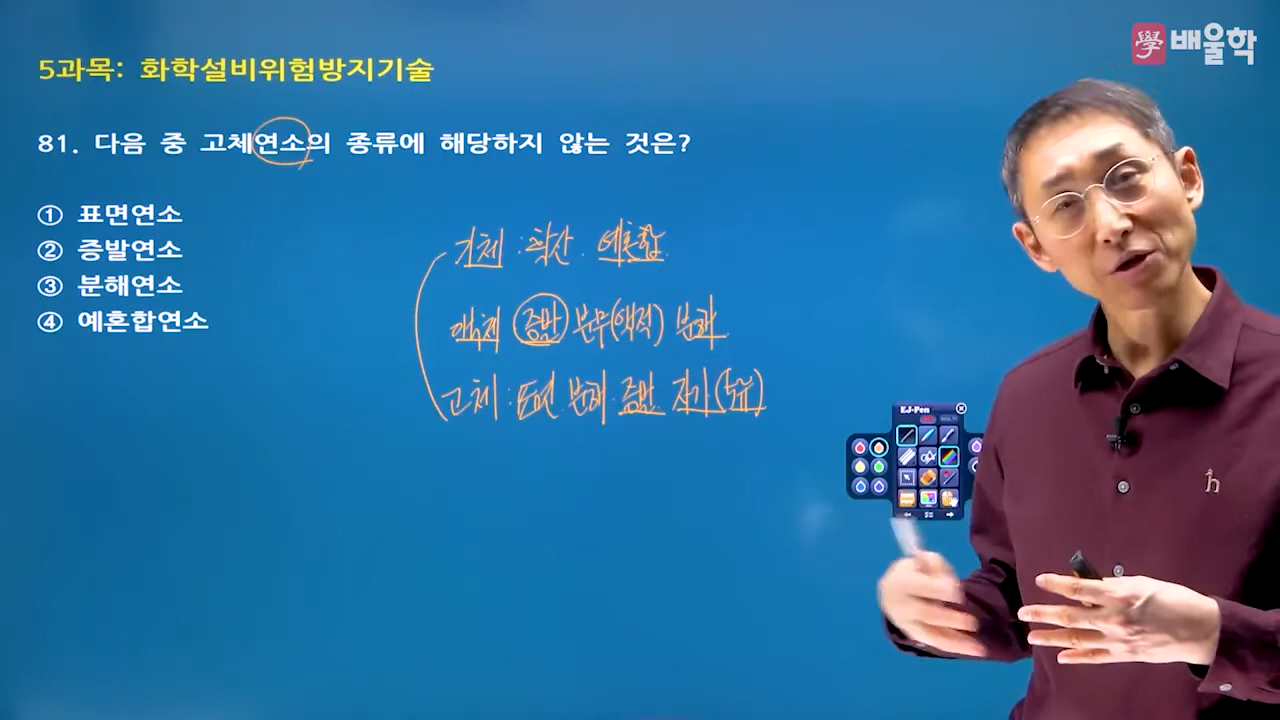 學 배울학
5과목: 화학설비위험방지기술
81. 다음 중 고체연소의 종류에 해당하지 않는 것은?
① 표면연소
② 증발연소
③ 분해연소
④ 예혼합연소
기체 : 확산. 예혼합
액체 증발 분무(액적) 분해
고체 : 표면. 분해. 증발. 자기(내부)
EJ-Pen